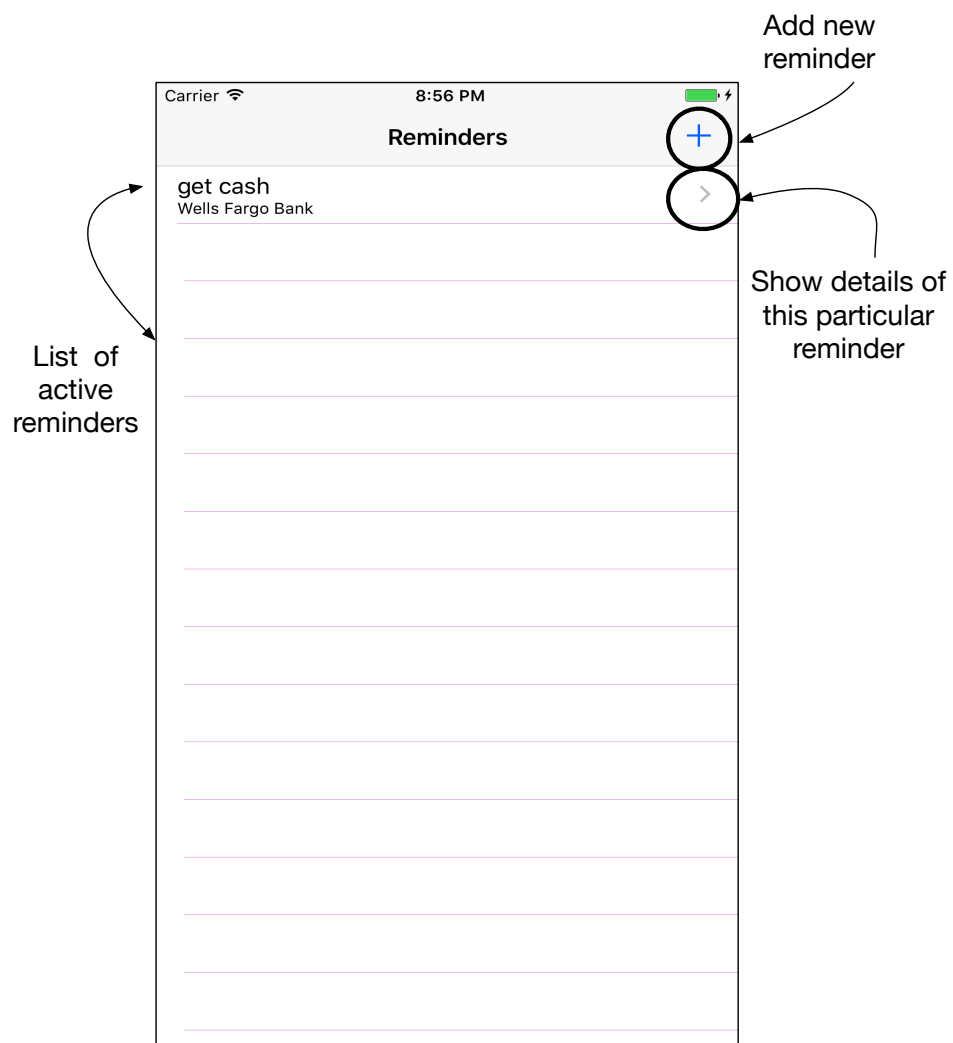 Add new
reminder
Carrier 8:56 PM
Reminders
get cash
Wells Fargo Bank
Show details of
this particular
reminder
List of
active
reminders